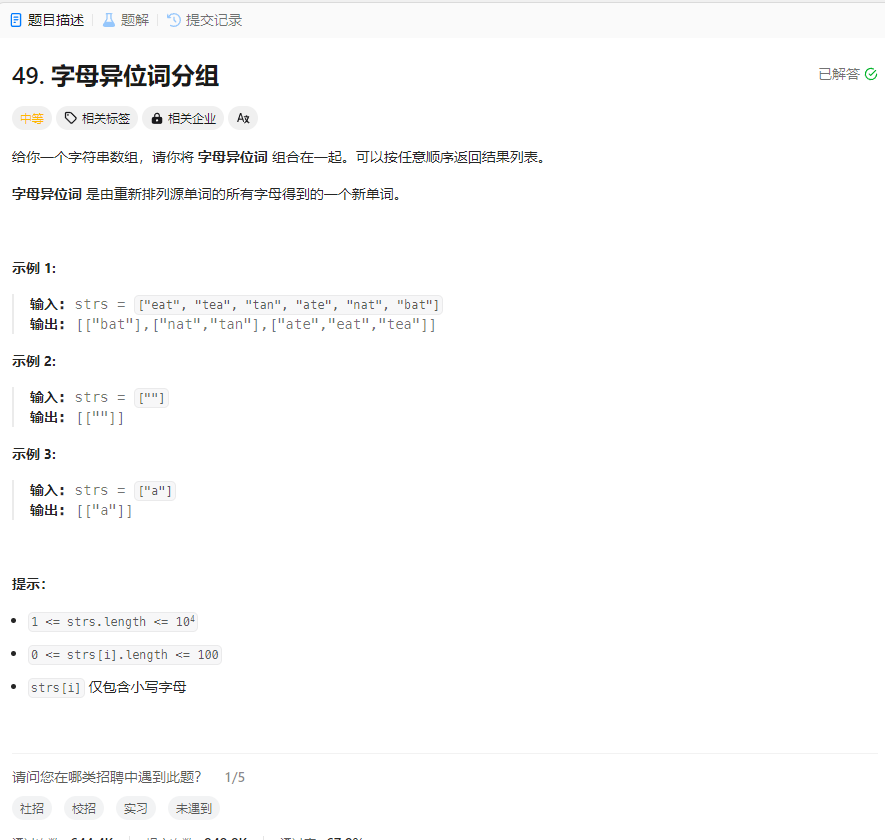 题目描述 题解 提交记录
49. 字母异位词分组 已解答
中等 相关标签 相关企业 Aあ
给你一个字符串数组，请你将 字母异位词 组合在一起。可以按任意顺序返回结果列表。
字母异位词 是由重新排列源单词的所有字母得到的一个新单词。
示例 1:
输入: strs = ["eat", "tea", "tan", "ate", "nat", "bat"]
输出: [["bat"],["nat","tan"],["ate","eat","tea"]]
示例 2:
输入: strs = [""]
输出: [[""]]
示例 3:
输入: strs = ["a"]
输出: [["a"]]
提示：
1 <= strs.length <= 10⁴
0 <= strs[i].length <= 100
strs[i] 仅包含小写字母
请问您在哪类招聘中遇到此题？ 1/5
社招 校招 实习 未遇到